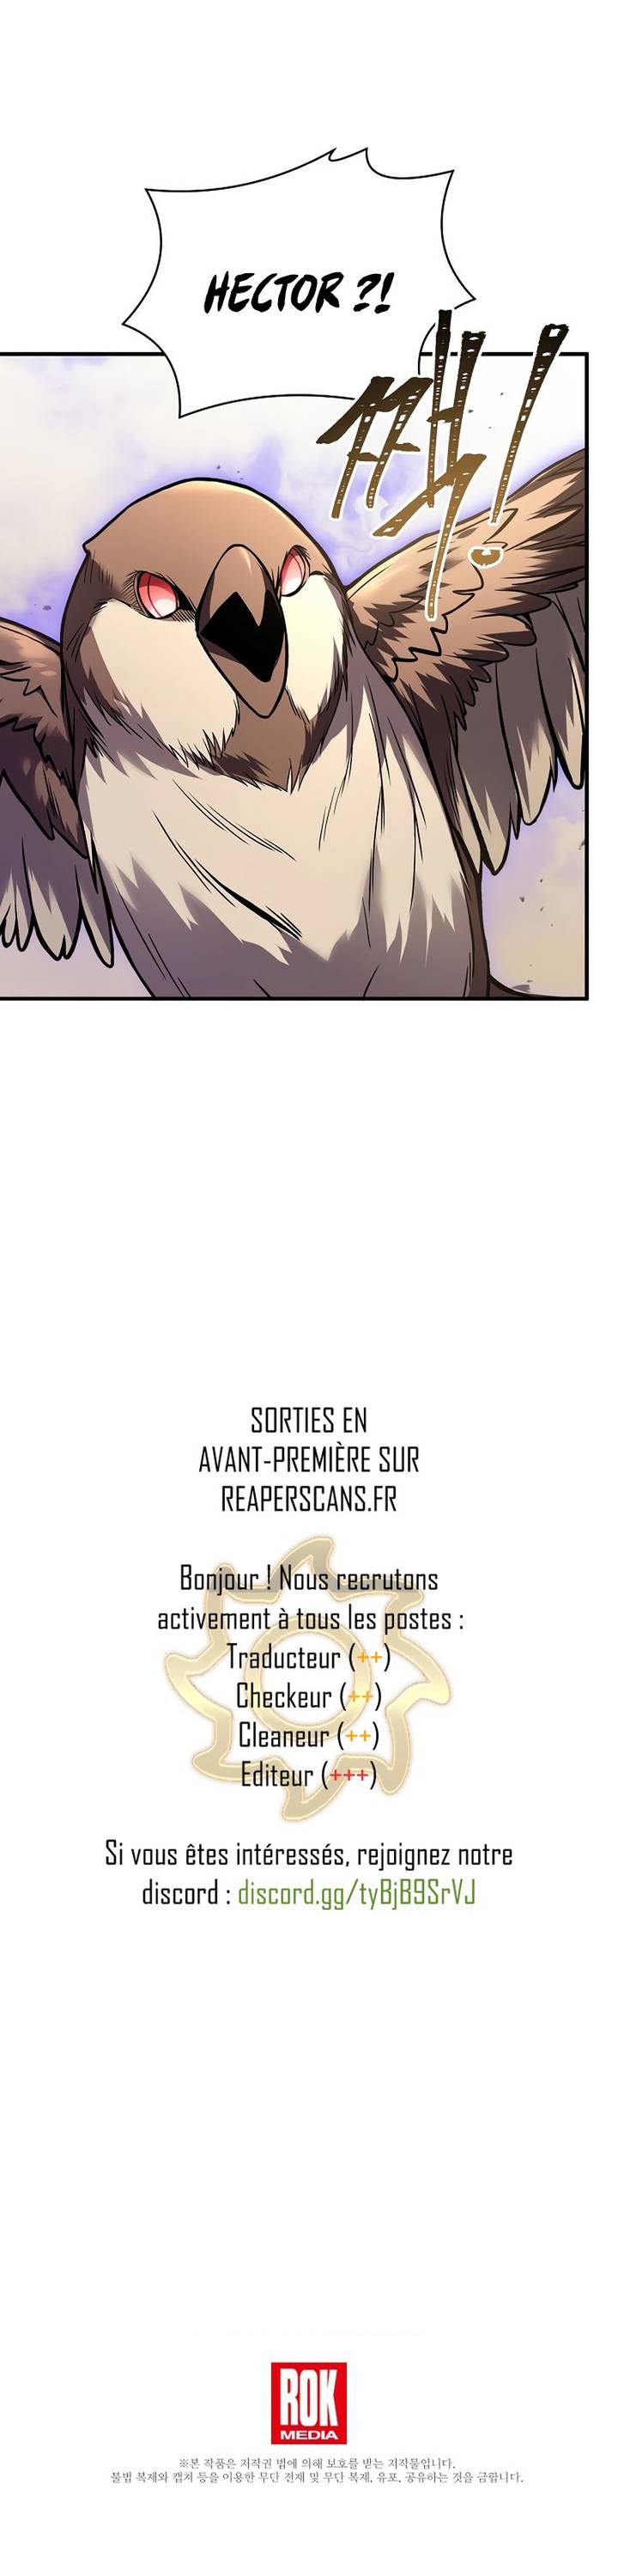 HECTOR ?!
짹!
SORTIES EN
AVANT-PREMIÈRE SUR
REAPERSCANS.FR
Bonjour ! Nous recrutons
activement à tous les postes :
Traducteur (++)
Checkeur (++)
Cleaneur (++)
Editeur (+++)
Si vous êtes intéressés, rejoignez notre
discord : discord.gg/tyBjB9SrVJ
ROK
MEDIA
※본 작품은 저작권 법에 의해 보호를 받는 저작물입니다.
불법 복제와 캡처 등을 이용한 무단 전재 및 무단 복제, 유포, 공유하는 것을 금합니다.